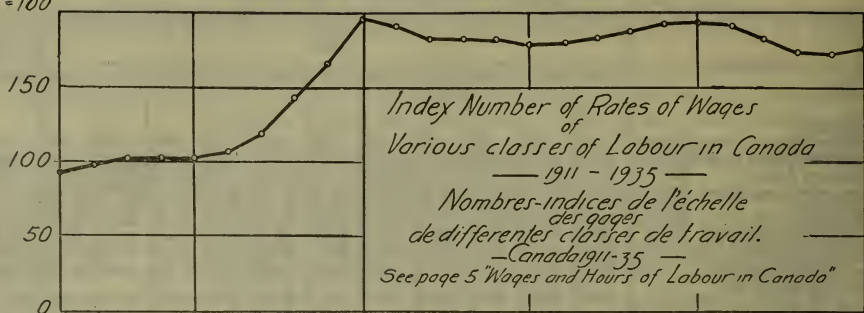 =100
150
100
50
0
Index Number of Rates of Wages
of
Various classes of Labour in Canada
— 1911 - 1935 —
Nombres-indices de l'échelle
des gages
de differentes classes de travail.
— Canada 1911-35 —
See page 5 "Wages and Hours of Labour in Canada"